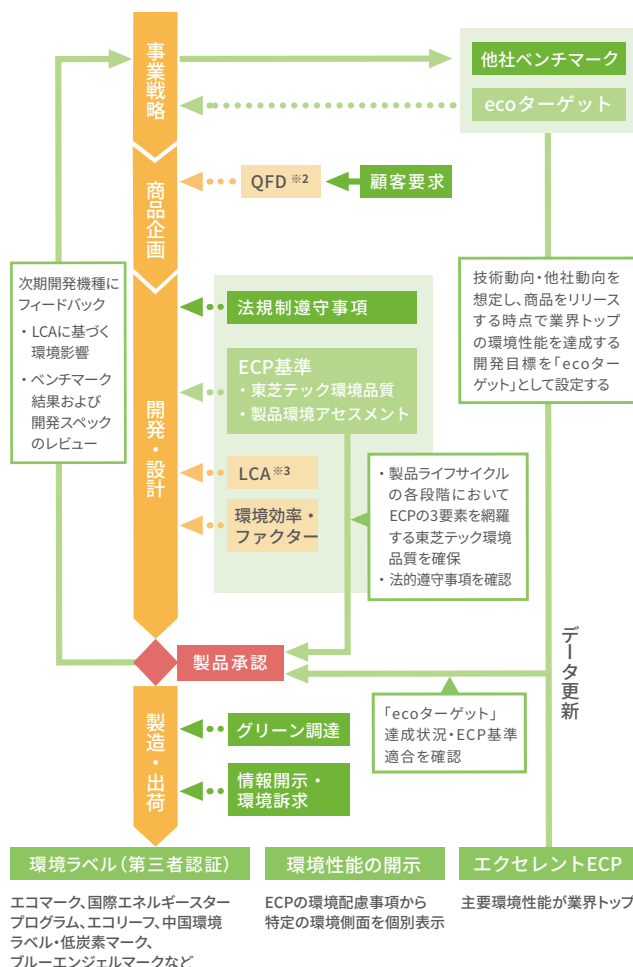 事業戦略
他社ベンチマーク
ecoターゲット
商品企画
QFD ※2
顧客要求
次期開発機種に
フィードバック
・LCAに基づく
環境影響
・ベンチマーク
結果および
開発スペック
のレビュー
技術動向・他社動向を
想定し、商品をリリース
する時点で業界トップ
の環境性能を達成する
開発目標を「ecoター
ゲット」として設定する
開発・設計
法規制遵守事項
ECP基準
・東芝テック環境品質
・製品環境アセスメント
LCA※3
環境効率・
ファクター
・製品ライフサイクル
の各段階において
ECPの3要素を網羅
する東芝テック環境
品質を確保
・法的遵守事項を確認
製品承認
データ更新
「ecoターゲット」
達成状況・ECP基準
適合を確認
製造・出荷
グリーン調達
情報開示・
環境訴求
環境ラベル(第三者認証)
エコマーク、国際エネルギースター
プログラム、エコリーフ、中国環境
ラベル・低炭素マーク、
ブルーエンジェルマークなど
環境性能の開示
ECPの環境配慮事項から
特定の環境側面を個別表示
エクセレントECP
主要環境性能が業界トップ